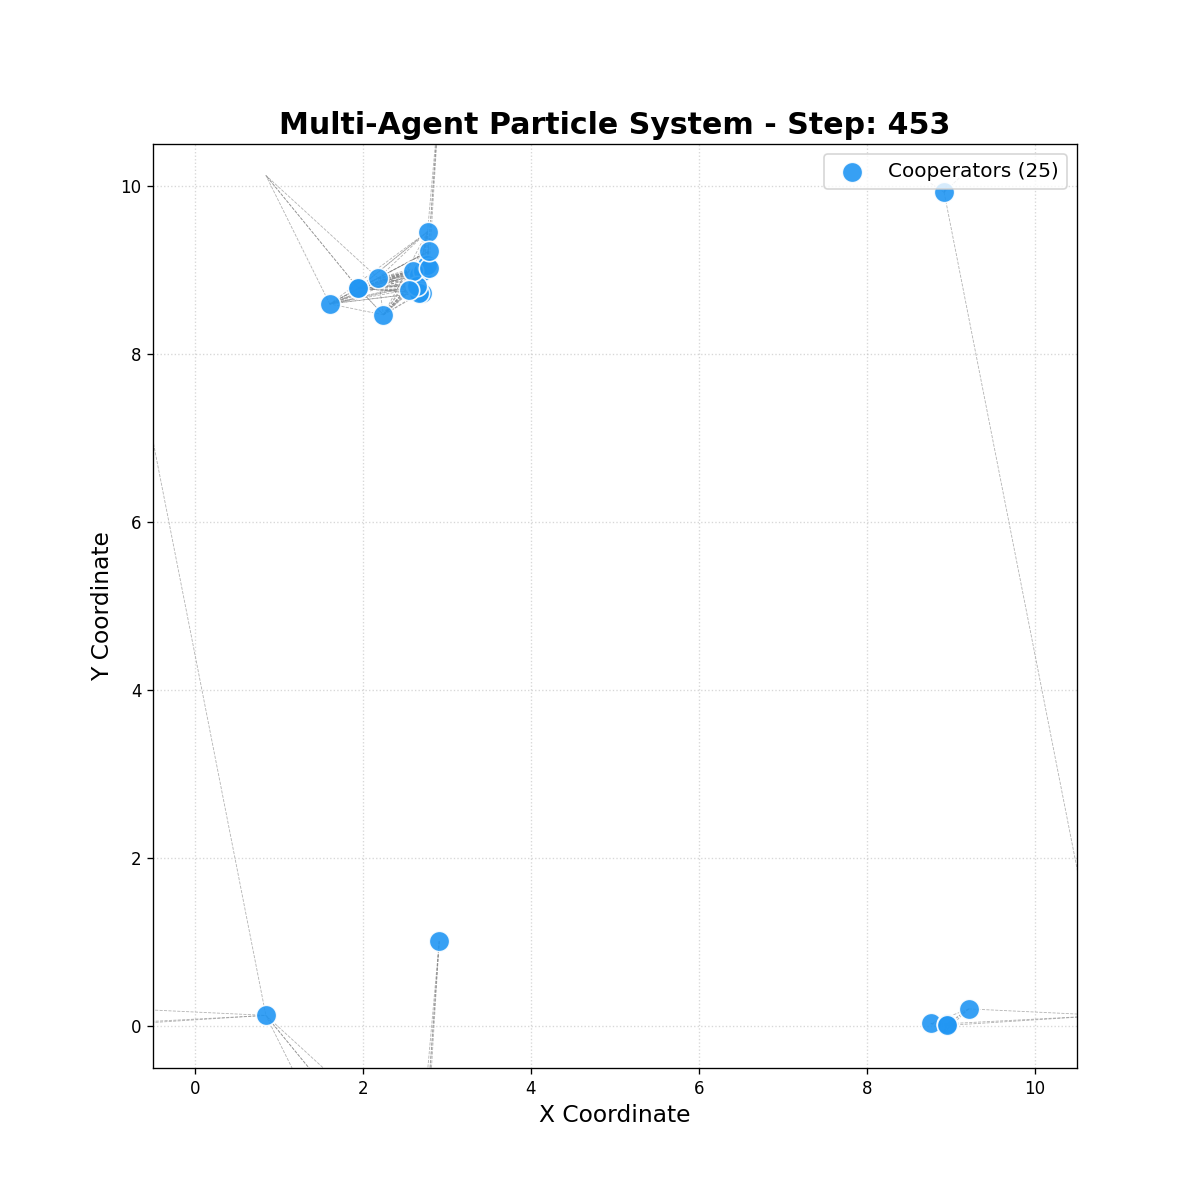 Multi-Agent Particle System - Step: 453
Cooperators (25)
10
8
6
4
2
0
Y Coordinate
0 2 4 6 8 10
X Coordinate